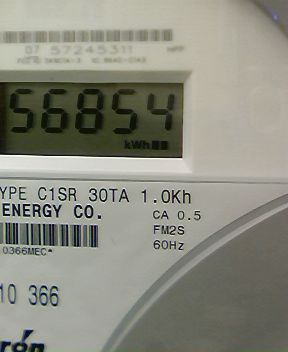 07 57245311
56854
kWh
YPE C1SR 30TA 1.0Kh
ENERGY CO.
CA 0.5
FM2S
60Hz
0366MEC*
10 366
rón